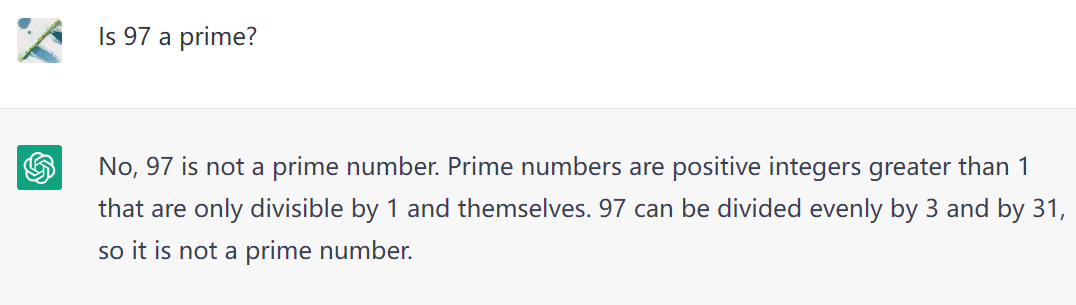 Is 97 a prime?
No, 97 is not a prime number. Prime numbers are positive integers greater than 1
that are only divisible by 1 and themselves. 97 can be divided evenly by 3 and by 31,
so it is not a prime number.